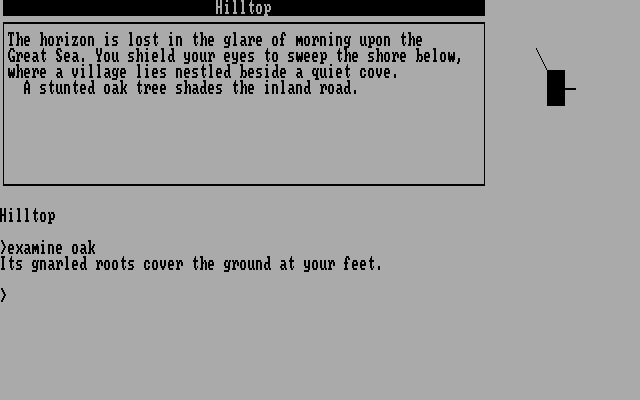 Hilltop
The horizon is lost in the glare of morning upon the
Great Sea. You shield your eyes to sweep the shore below,
where a village lies nestled beside a quiet cove.
A stunted oak tree shades the inland road.
Hilltop
>examine oak
Its gnarled roots cover the ground at your feet.
>